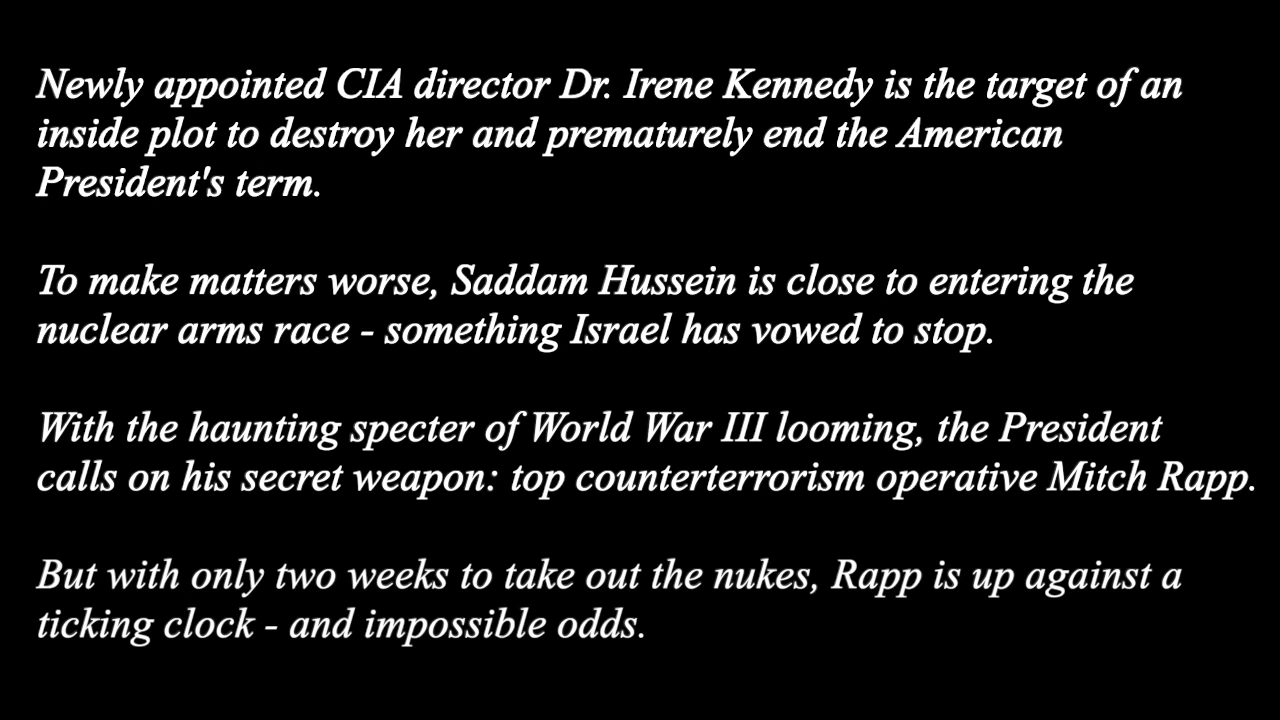 Newly appointed CIA director Dr. Irene Kennedy is the target of an
inside plot to destroy her and prematurely end the American
President's term.
To make matters worse, Saddam Hussein is close to entering the
nuclear arms race - something Israel has vowed to stop.
With the haunting specter of World War III looming, the President
calls on his secret weapon: top counterterrorism operative Mitch Rapp.
But with only two weeks to take out the nukes, Rapp is up against a
ticking clock - and impossible odds.